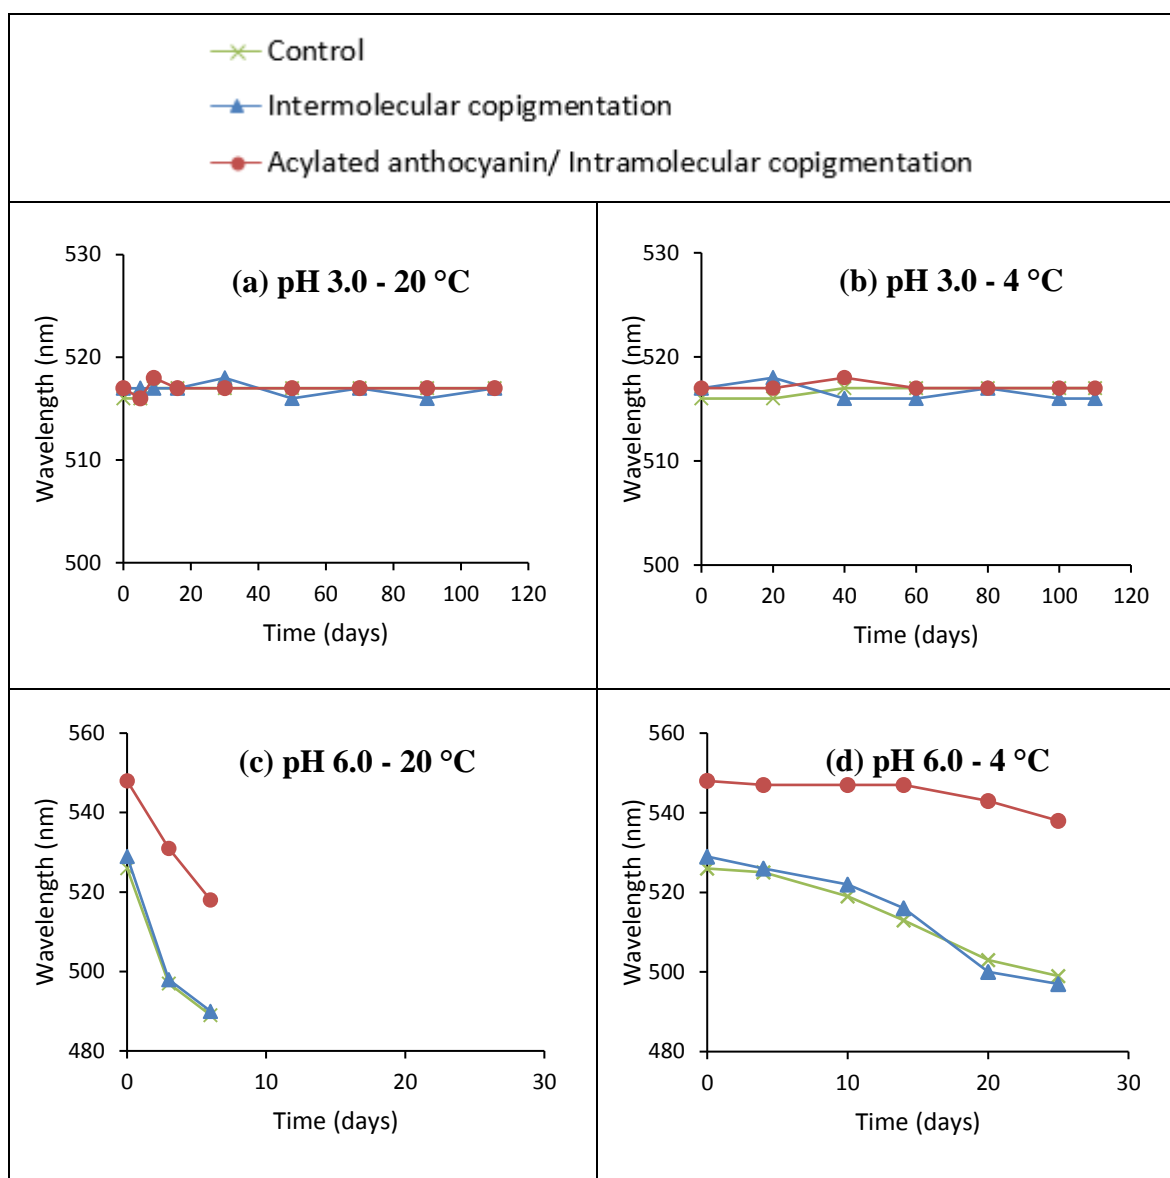 Control
Intermolecular copigmentation
Acylated anthocyanin/ Intramolecular copigmentation
(a) pH 3.0 - 20 °C
Wavelength (nm)
530
520
510
500
0 20 40 60 80 100 120
Time (days)
(b) pH 3.0 - 4 °C
Wavelength (nm)
530
520
510
500
0 20 40 60 80 100 120
Time (days)
(c) pH 6.0 - 20 °C
Wavelength (nm)
560
540
520
500
480
0 10 20 30
Time (days)
(d) pH 6.0 - 4 °C
Wavelength (nm)
560
540
520
500
480
0 10 20 30
Time (days)